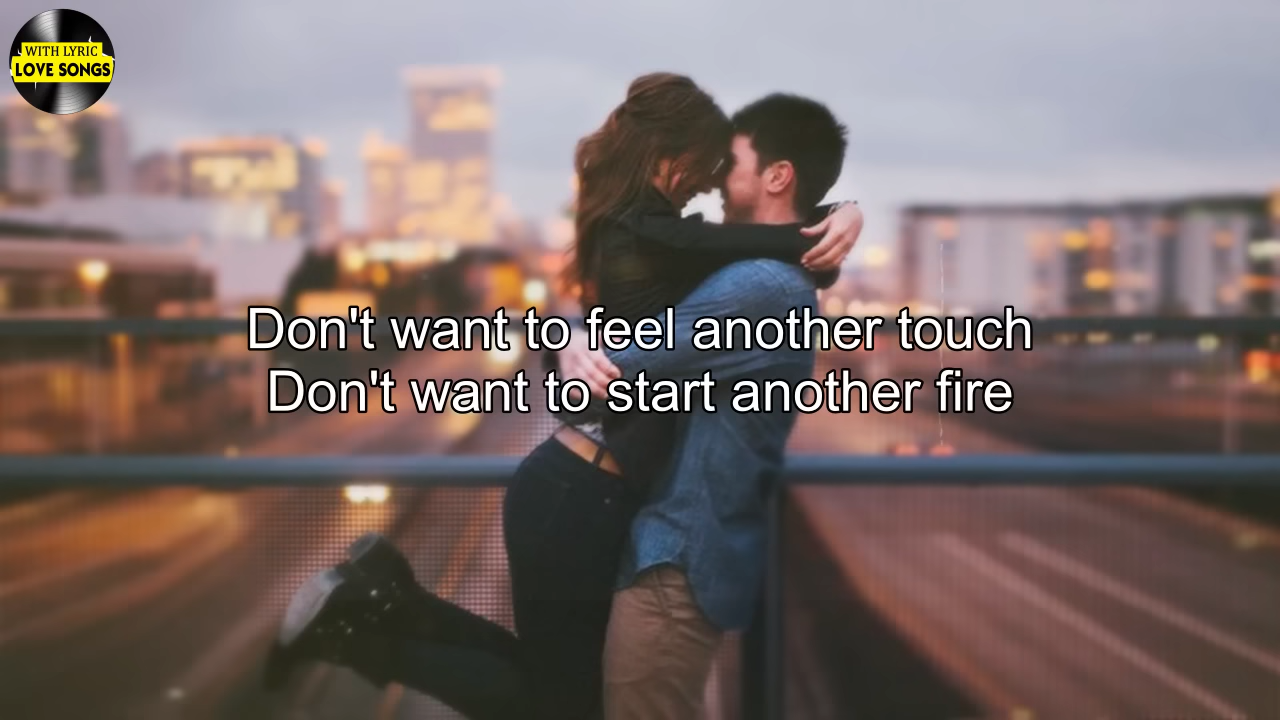 WITH LYRIC
LOVE SONGS
Don't want to feel another touch
Don't want to start another fire